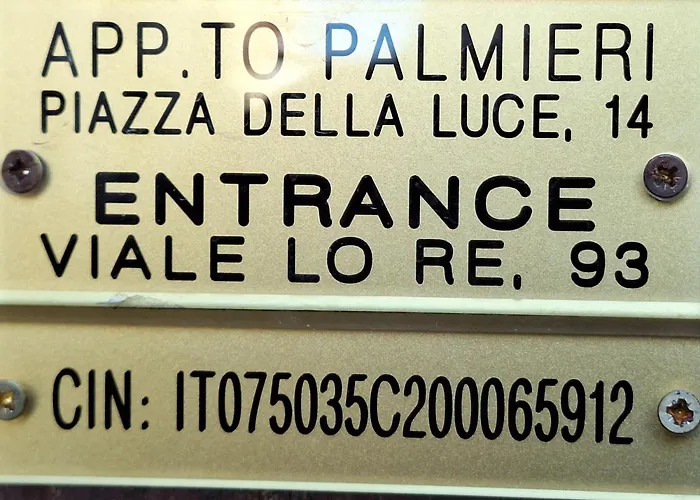 APP.TO PALMIERI
PIAZZA DELLA LUCE, 14
ENTRANCE
VIALE LO RE, 93
CIN: IT075035C200065912